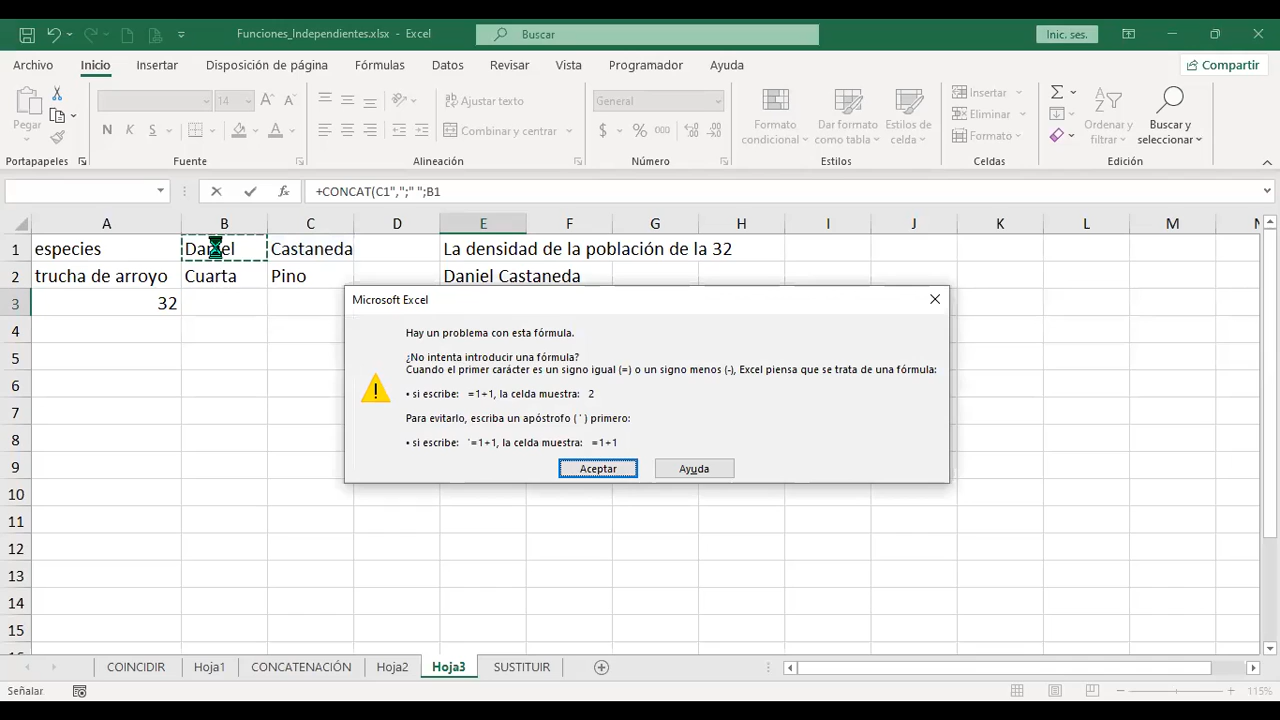 Funciones_Independientes.xlsx - Excel
Buscar
Inic. ses.
Archivo Inicio Insertar Disposición de página Fórmulas Datos Revisar Vista Programador Ayuda
Compartir
Pegar
14
N K S
Ajustar texto
Combinar y centrar
General
$ % 000
Formato condicional
Dar formato como tabla
Estilos de celda
Insertar
Eliminar
Formato
Ordenar y filtrar
Buscar y seleccionar
Portapapeles Fuente Alineación Número Estilos Celdas Edición
+CONCAT(C1",";" ";B1
A B C D E F G H I J K L M N
1 especies Daniel Castaneda La densidad de la población de la 32
2 trucha de arroyo Cuarta Pino Daniel Castaneda
3 32
4
5
6
7
8
9
10
11
12
13
14
15
16
Microsoft Excel
Hay un problema con esta fórmula.
¿No intenta introducir una fórmula?
Cuando el primer carácter es un signo igual (=) o un signo menos (-), Excel piensa que se trata de una fórmula:
• si escribe: =1+1, la celda muestra: 2
Para evitarlo, escriba un apóstrofo ( ' ) primero:
• si escribe: '=1+1, la celda muestra: =1+1
Aceptar Ayuda
COINCIDIR Hoja1 CONCATENACIÓN Hoja2 Hoja3 SUSTITUIR
Señalar
115%